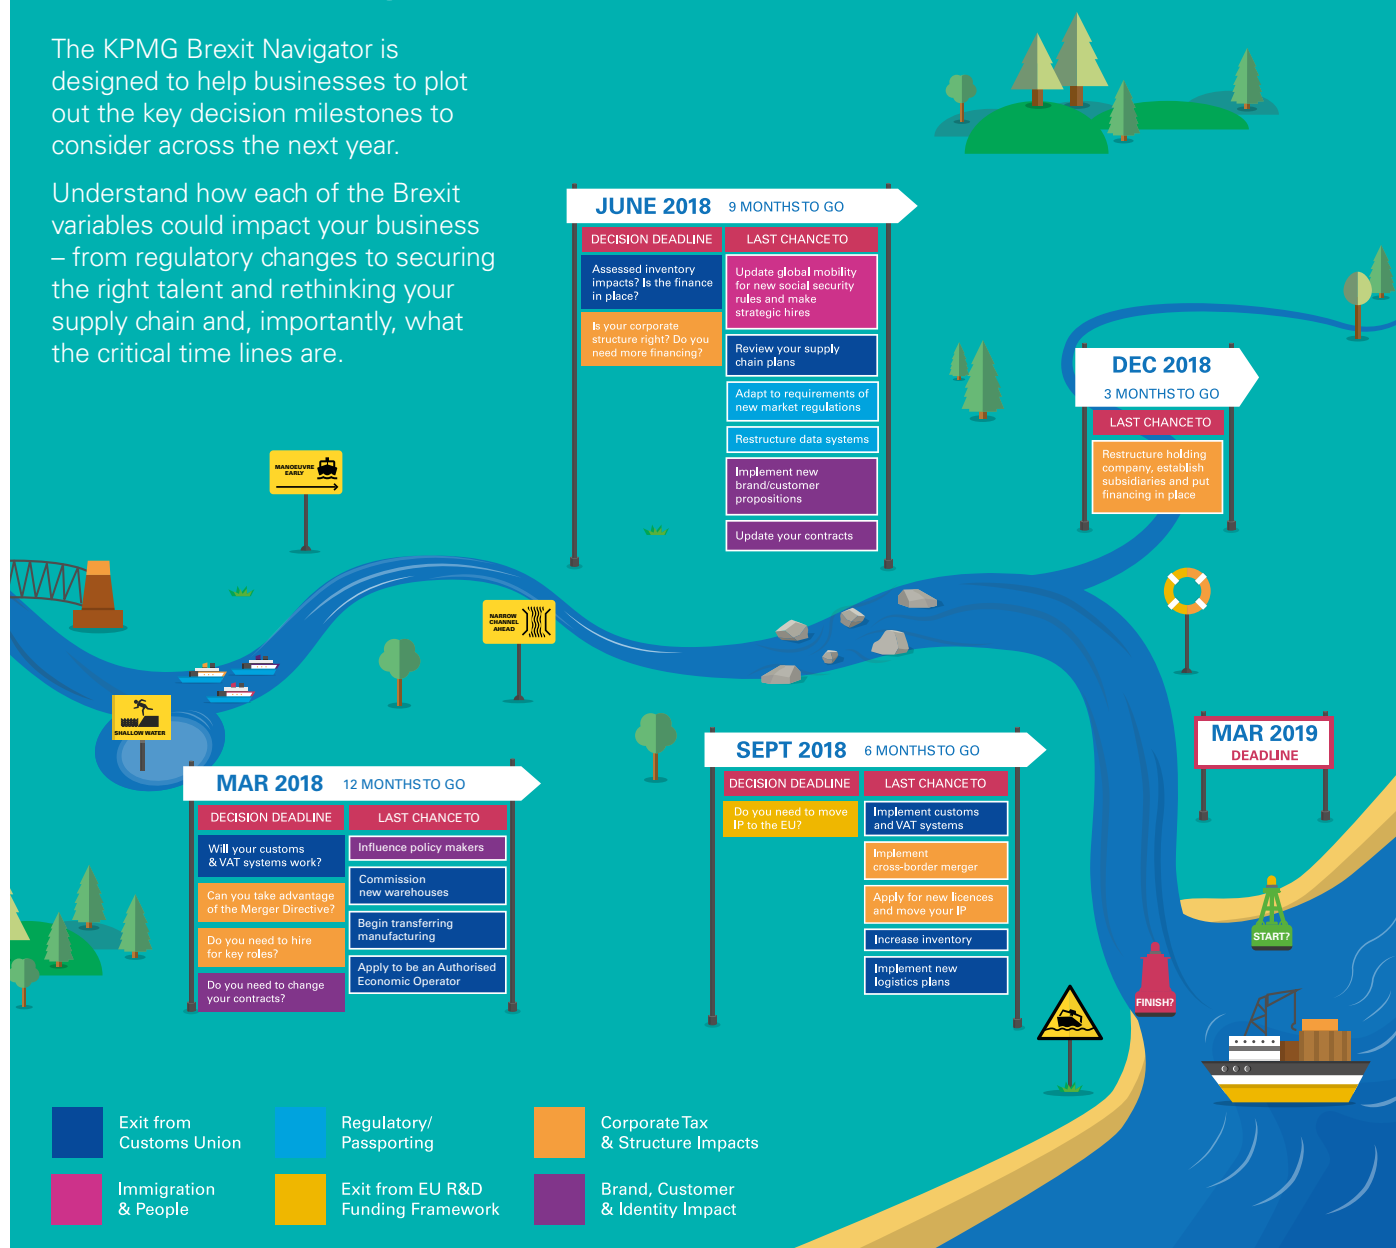 The KPMG Brexit Navigator is
designed to help businesses to plot
out the key decision milestones to
consider across the next year.
Understand how each of the Brexit
variables could impact your business
– from regulatory changes to securing
the right talent and rethinking your
supply chain and, importantly, what
the critical time lines are.
JUNE 2018 9 MONTHS TO GO
DECISION DEADLINE
Assessed inventory
impacts? Is the finance
in place?
Is your corporate
structure right? Do you
need more financing?
LAST CHANCE TO
Update global mobility
for new social security
rules and make
strategic hires
Review your supply
chain plans
Adapt to requirements of
new market regulations
Restructure data systems
Implement new
brand/customer
propositions
Update your contracts
DEC 2018
3 MONTHS TO GO
LAST CHANCE TO
Restructure holding
company, establish
subsidiaries and put
financing in place
MANOEUVRE
EARLY
NARROW
CHANNEL
AHEAD
SHALLOW WATER
MAR 2018 12 MONTHS TO GO
DECISION DEADLINE
Will your customs
& VAT systems work?
Can you take advantage
of the Merger Directive?
Do you need to hire
for key roles?
Do you need to change
your contracts?
LAST CHANCE TO
Influence policy makers
Commission
new warehouses
Begin transferring
manufacturing
Apply to be an Authorised
Economic Operator
SEPT 2018 6 MONTHS TO GO
DECISION DEADLINE
Do you need to move
IP to the EU?
LAST CHANCE TO
Implement customs
and VAT systems
Implement
cross-border merger
Apply for new licences
and move your IP
Increase inventory
Implement new
logistics plans
MAR 2019
DEADLINE
START?
FINISH?
Exit from
Customs Union
Regulatory/
Passporting
Corporate Tax
& Structure Impacts
Immigration
& People
Exit from EU R&D
Funding Framework
Brand, Customer
& Identity Impact